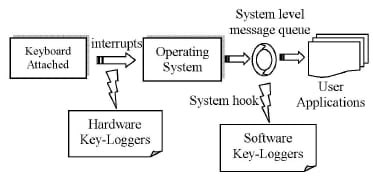 System level
message queue
Keyboard
Attached
interrupts
Operating
System
User
Applications
System hook
Hardware
Key-Loggers
Software
Key-Loggers